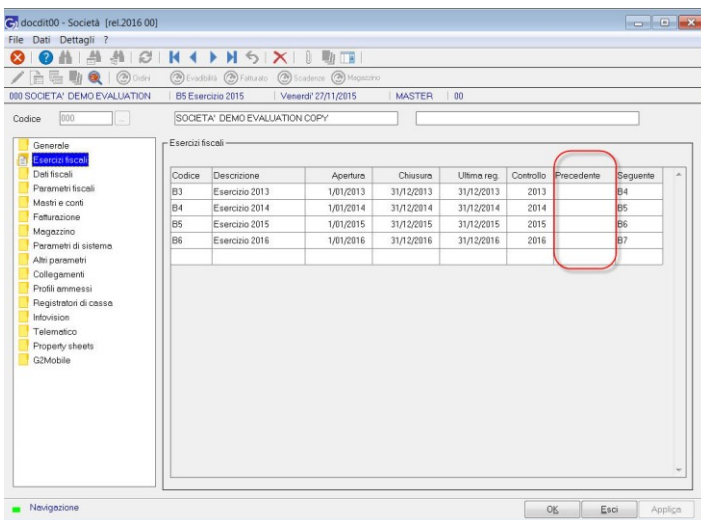 docdit00 - Società [rel.2016 00]
File Dati Dettagli ?
Ordini Evadibilità Fatturato Scadenze Magazzino
000 SOCIETA' DEMO EVALUATION B5 Esercizio 2015 Venerdi' 27/11/2015 MASTER 00
Codice 000 ... SOCIETA' DEMO EVALUATION COPY
Generale
Esercizi fiscali
Dati fiscali
Parametri fiscali
Mastri e conti
Fatturazione
Magazzino
Parametri di sistema
Altri parametri
Collegamenti
Profili ammessi
Registratori di cassa
Infovision
Telematico
Property sheets
G2Mobile
Esercizi fiscali
Codice Descrizione Apertura Chiusura Ultima reg. Controllo Precedente Seguente
B3 Esercizio 2013 1/01/2013 31/12/2013 31/12/2013 2013 B4
B4 Esercizio 2014 1/01/2014 31/12/2014 31/12/2014 2014 B5
B5 Esercizio 2015 1/01/2015 31/12/2015 31/12/2015 2015 B6
B6 Esercizio 2016 1/01/2016 31/12/2016 31/12/2016 2016 B7
Navigazione OK Esci Applica